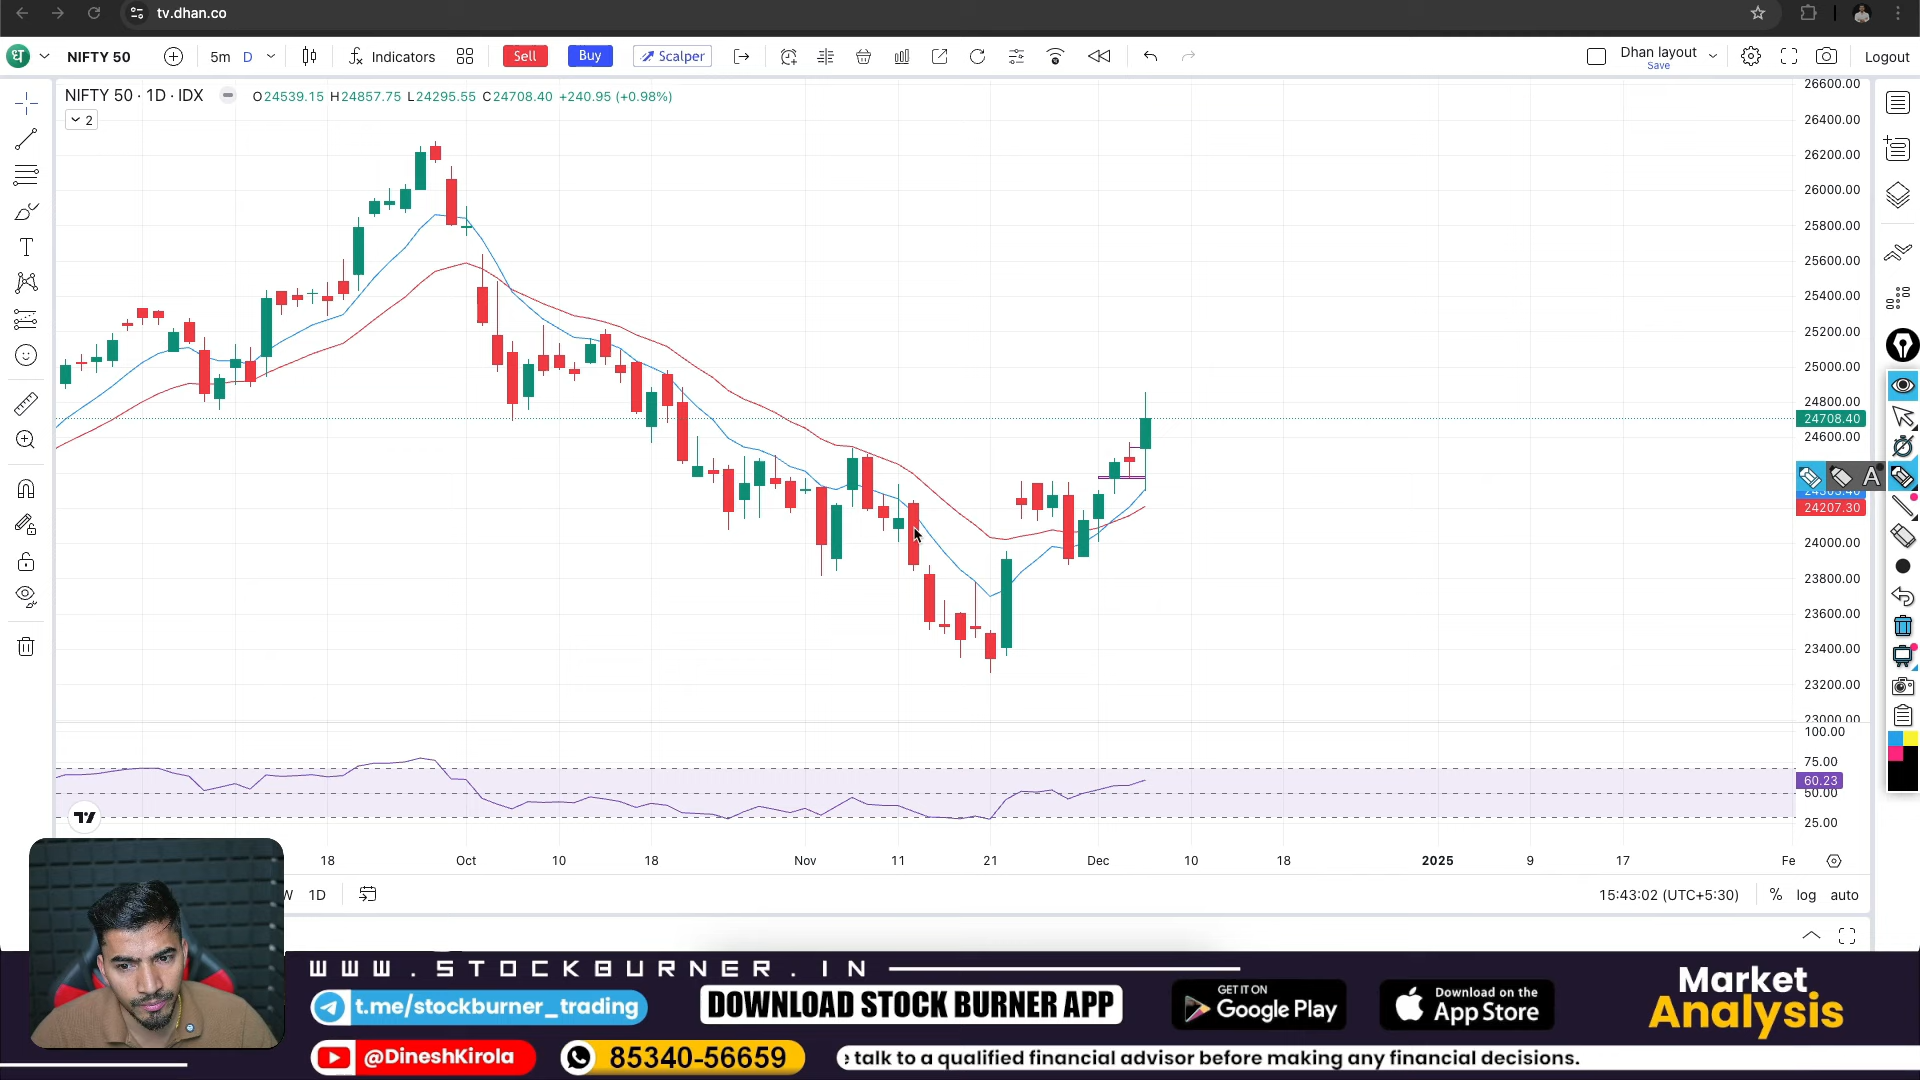 tv.dhan.co
ध NIFTY 50 5m D Indicators Sell Buy Scalper Dhan layout Save Logout
NIFTY 50 · 1D · IDX O24539.15 H24857.75 L24295.55 C24708.40 +240.95 (+0.98%)
2
26600.00
26400.00
26200.00
26000.00
25800.00
25600.00
25400.00
25200.00
25000.00
24800.00
24708.40
24600.00
A
24207.30
24000.00
23800.00
23600.00
23400.00
23200.00
23000.00
100.00
75.00
60.23
50.00
25.00
18 Oct 10 18 Nov 11 21 Dec 10 18 2025 9 17 Fe
1D 15:43:02 (UTC+5:30) % log auto
WWW.STOCKBURNER.IN
t.me/stockburner_trading
DOWNLOAD STOCK BURNER APP
GET IT ON
Google Play
Download on the
App Store
Market
Analysis
@DineshKirola
85340-56659
talk to a qualified financial advisor before making any financial decisions.